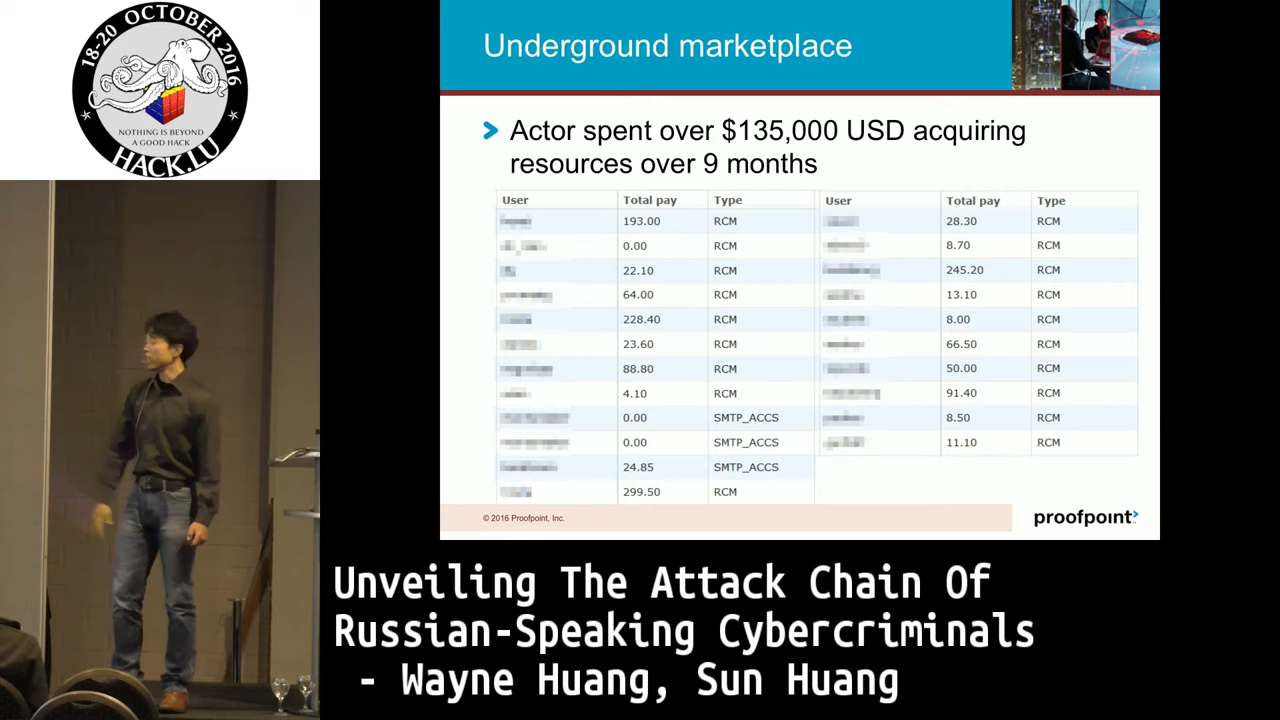 18-20 OCTOBER 2016
NOTHING IS BEYOND
A GOOD HACK
HACK.LU
Underground marketplace
Actor spent over $135,000 USD acquiring
resources over 9 months
User Total pay Type User Total pay Type
193.00 RCM 28.30 RCM
0.00 RCM 8.70 RCM
22.10 RCM 245.20 RCM
64.00 RCM 13.10 RCM
228.40 RCM 8.00 RCM
23.60 RCM 66.50 RCM
88.80 RCM 50.00 RCM
4.10 RCM 91.40 RCM
0.00 SMTP_ACCS 8.50 RCM
0.00 SMTP_ACCS 11.10 RCM
24.85 SMTP_ACCS
299.50 RCM
© 2016 Proofpoint, Inc.
proofpoint
Unveiling The Attack Chain Of
Russian-Speaking Cybercriminals
- Wayne Huang, Sun Huang